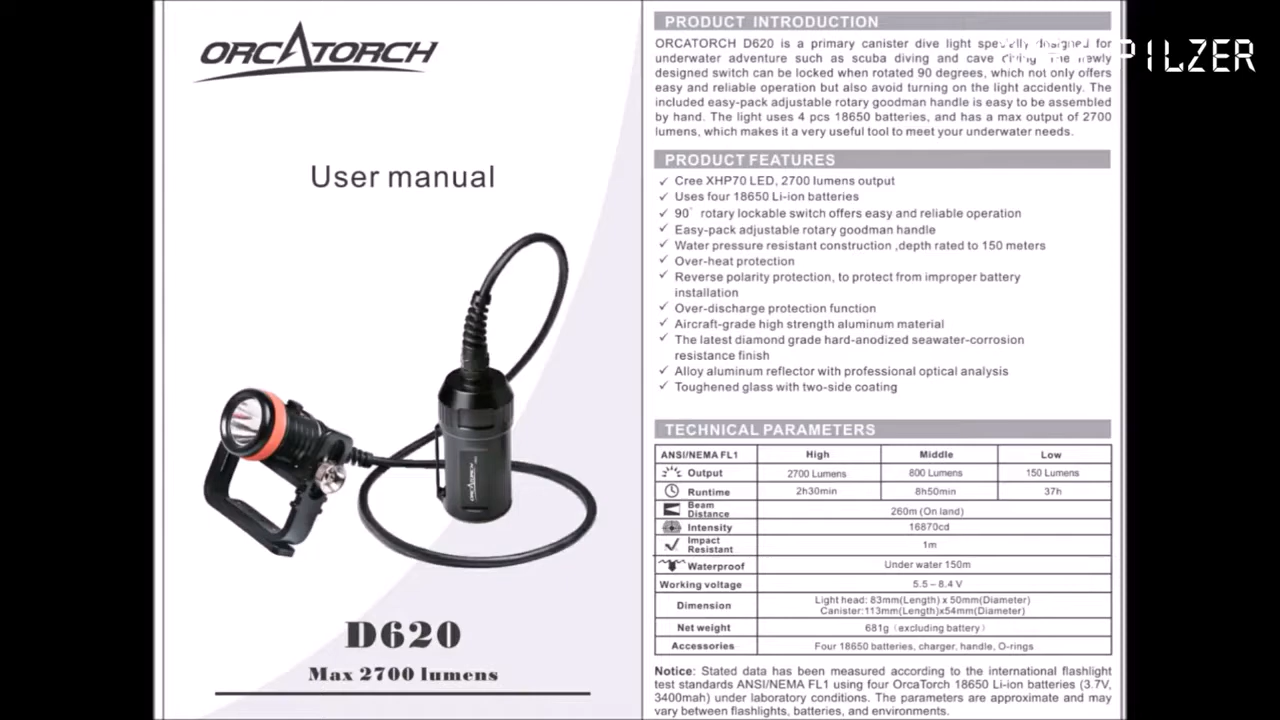 ORCATORCH
User manual
ORCATORCH
D620
Max 2700 lumens
PRODUCT INTRODUCTION
ORCATORCH D620 is a primary canister dive light specially designed for
underwater adventure such as scuba diving and cave diving. The newly
designed switch can be locked when rotated 90 degrees, which not only offers
easy and reliable operation but also avoid turning on the light accidently. The
included easy-pack adjustable rotary goodman handle is easy to be assembled
by hand. The light uses 4 pcs 18650 batteries, and has a max output of 2700
lumens, which makes it a very useful tool to meet your underwater needs.
PILZER
PRODUCT FEATURES
✓ Cree XHP70 LED, 2700 lumens output
✓ Uses four 18650 Li-ion batteries
✓ 90° rotary lockable switch offers easy and reliable operation
✓ Easy-pack adjustable rotary goodman handle
✓ Water pressure resistant construction ,depth rated to 150 meters
✓ Over-heat protection
✓ Reverse polarity protection, to protect from improper battery
installation
✓ Over-discharge protection function
✓ Aircraft-grade high strength aluminum material
✓ The latest diamond grade hard-anodized seawater-corrosion
resistance finish
✓ Alloy aluminum reflector with professional optical analysis
✓ Toughened glass with two-side coating
TECHNICAL PARAMETERS
ANSI/NEMA FL1 High Middle Low
Output 2700 Lumens 800 Lumens 150 Lumens
Runtime 2h30min 8h50min 37h
Beam
Distance 260m (On land)
Intensity 16870cd
Impact
Resistant 1m
Waterproof Under water 150m
Working voltage 5.5 – 8.4 V
Dimension Light head: 83mm(Length) x 50mm(Diameter)
Canister:113mm(Length)x54mm(Diameter)
Net weight 681g (excluding battery)
Accessories Four 18650 batteries, charger, handle, O-rings
Notice: Stated data has been measured according to the international flashlight
test standards ANSI/NEMA FL1 using four OrcaTorch 18650 Li-ion batteries (3.7V,
3400mah) under laboratory conditions. The parameters are approximate and may
vary between flashlights, batteries, and environments.